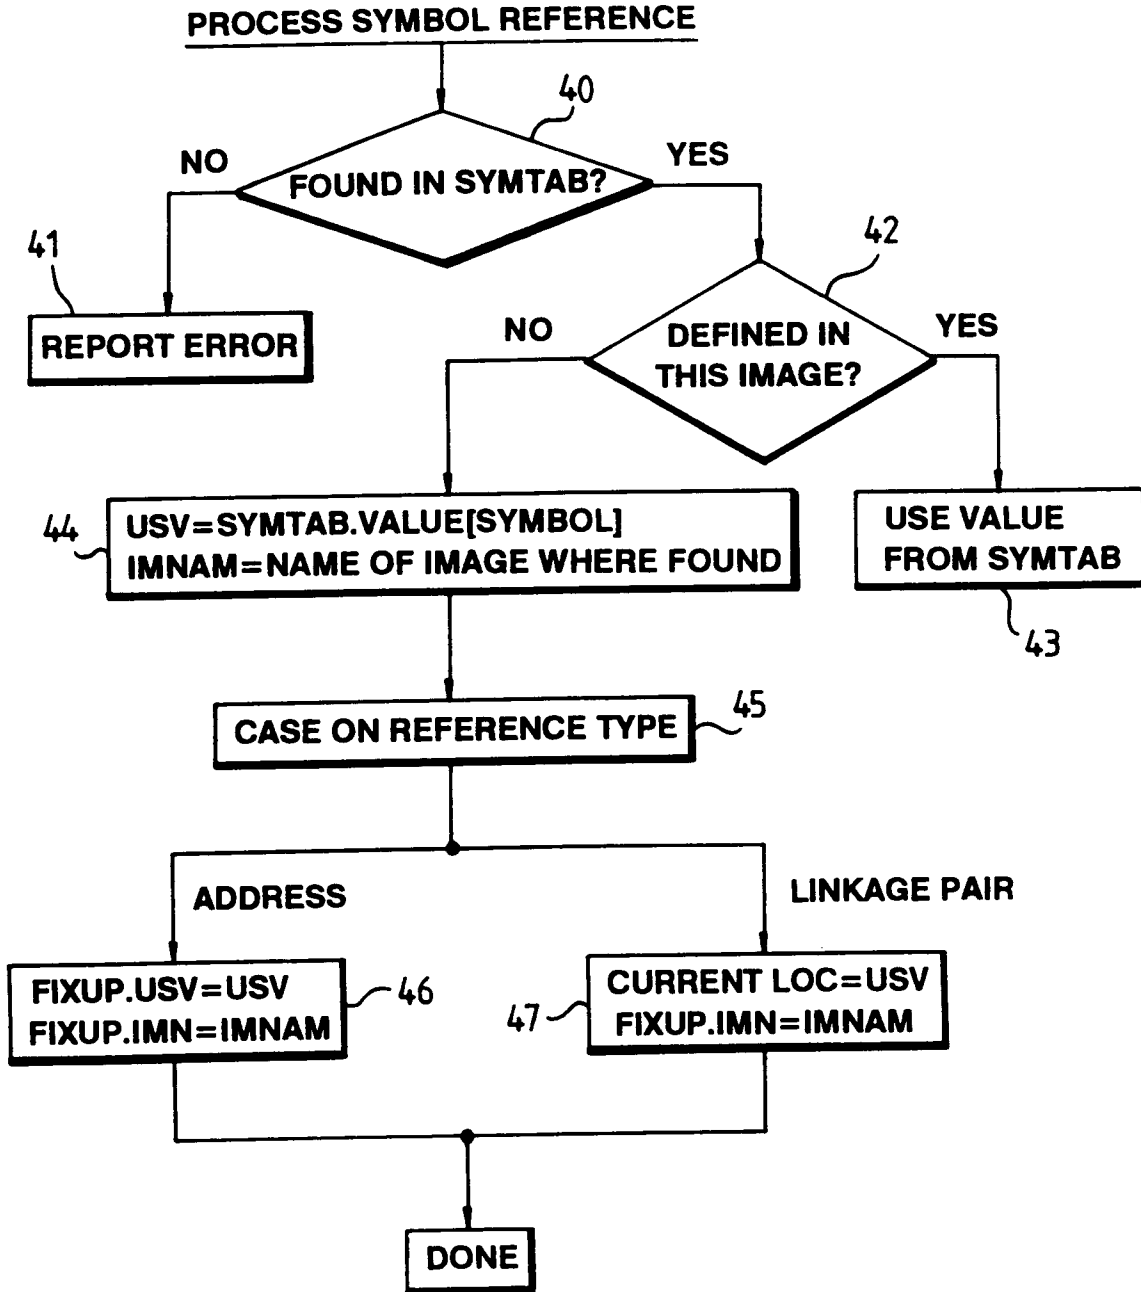 PROCESS SYMBOL REFERENCE
40
NO
YES
FOUND IN SYMTAB?
41
42
REPORT ERROR
NO
YES
DEFINED IN
THIS IMAGE?
44
USV=SYMTAB.VALUE[SYMBOL]
IMNAM=NAME OF IMAGE WHERE FOUND
USE VALUE
FROM SYMTAB
43
CASE ON REFERENCE TYPE
45
ADDRESS
LINKAGE PAIR
FIXUP.USV=USV
FIXUP.IMN=IMNAM
46
CURRENT LOC=USV
FIXUP.IMN=IMNAM
47
DONE